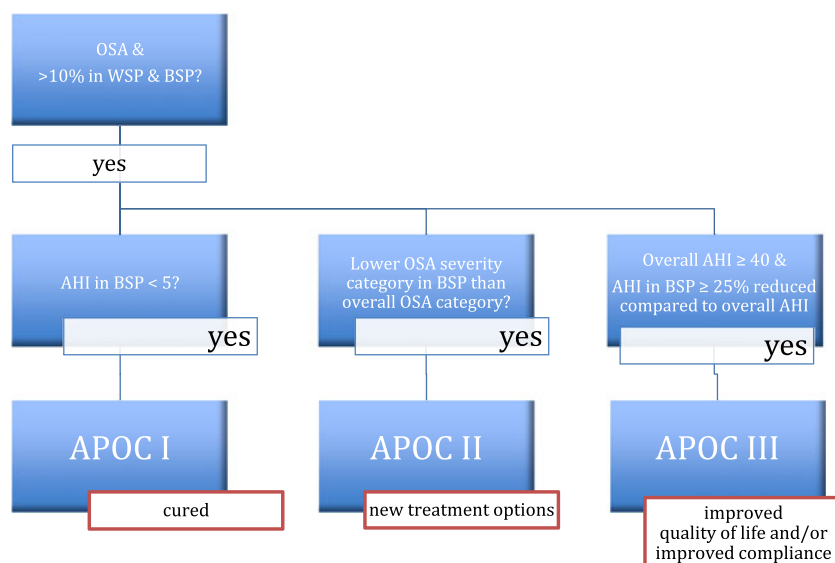 OSA &
>10% in WSP & BSP?
yes
AHI in BSP < 5?
Lower OSA severity
category in BSP than
overall OSA category?
Overall AHI ≥ 40 &
AHI in BSP ≥ 25% reduced
compared to overall AHI
yes
yes
yes
APOC I
APOC II
APOC III
cured
new treatment options
improved
quality of life and/or
improved compliance